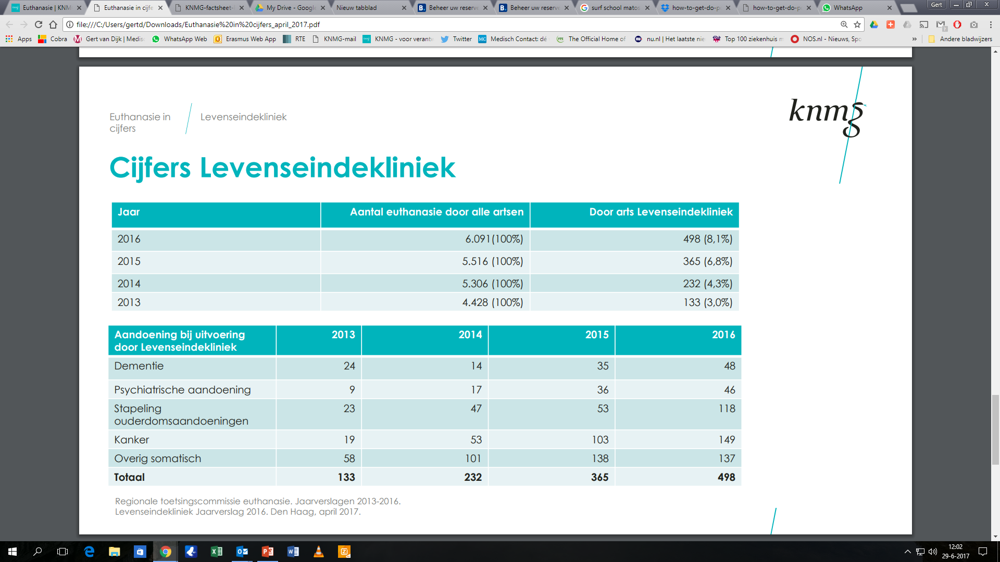 Euthanasie | KNM
Euthanasie in cijfe
KNMG-factsheet-
My Drive - Google
Nieuw tabblad
Beheer uw reserve
Beheer uw reserve
surf school matos
how-to-get-do-p
how-to-get-do-p
WhatsApp
Gert
file:///C:/Users/gertd/Downloads/Euthanasie%20in%20cijfers_april_2017.pdf
Apps
Cobra
Gert van Dijk | Medis
WhatsApp Web
Erasmus Web App
RTE
KNMG-mail
KNMG - voor verantw
Twitter
Medisch Contact: dé
The Official Home of
nu.nl | Het laatste nie
Top 100 ziekenhuis m
NOS.nl - Nieuws, Spo
» Andere bladwijzers
Euthanasie in
cijfers
Levenseindekliniek
knmg
Cijfers Levenseindekliniek
Jaar Aantal euthanasie door alle artsen Door arts Levenseindekliniek
2016 6.091(100%) 498 (8,1%)
2015 5.516 (100%) 365 (6,8%)
2014 5.306 (100%) 232 (4,3%)
2013 4.428 (100%) 133 (3,0%)
Aandoening bij uitvoering
door Levenseindekliniek 2013 2014 2015 2016
Dementie 24 14 35 48
Psychiatrische aandoening 9 17 36 46
Stapeling
ouderdomsaandoeningen 23 47 53 118
Kanker 19 53 103 149
Overig somatisch 58 101 138 137
Totaal 133 232 365 498
Regionale toetsingscommissie euthanasie. Jaarverslagen 2013-2016.
Levenseindekliniek Jaarverslag 2016. Den Haag, april 2017.
12:02
29-6-2017